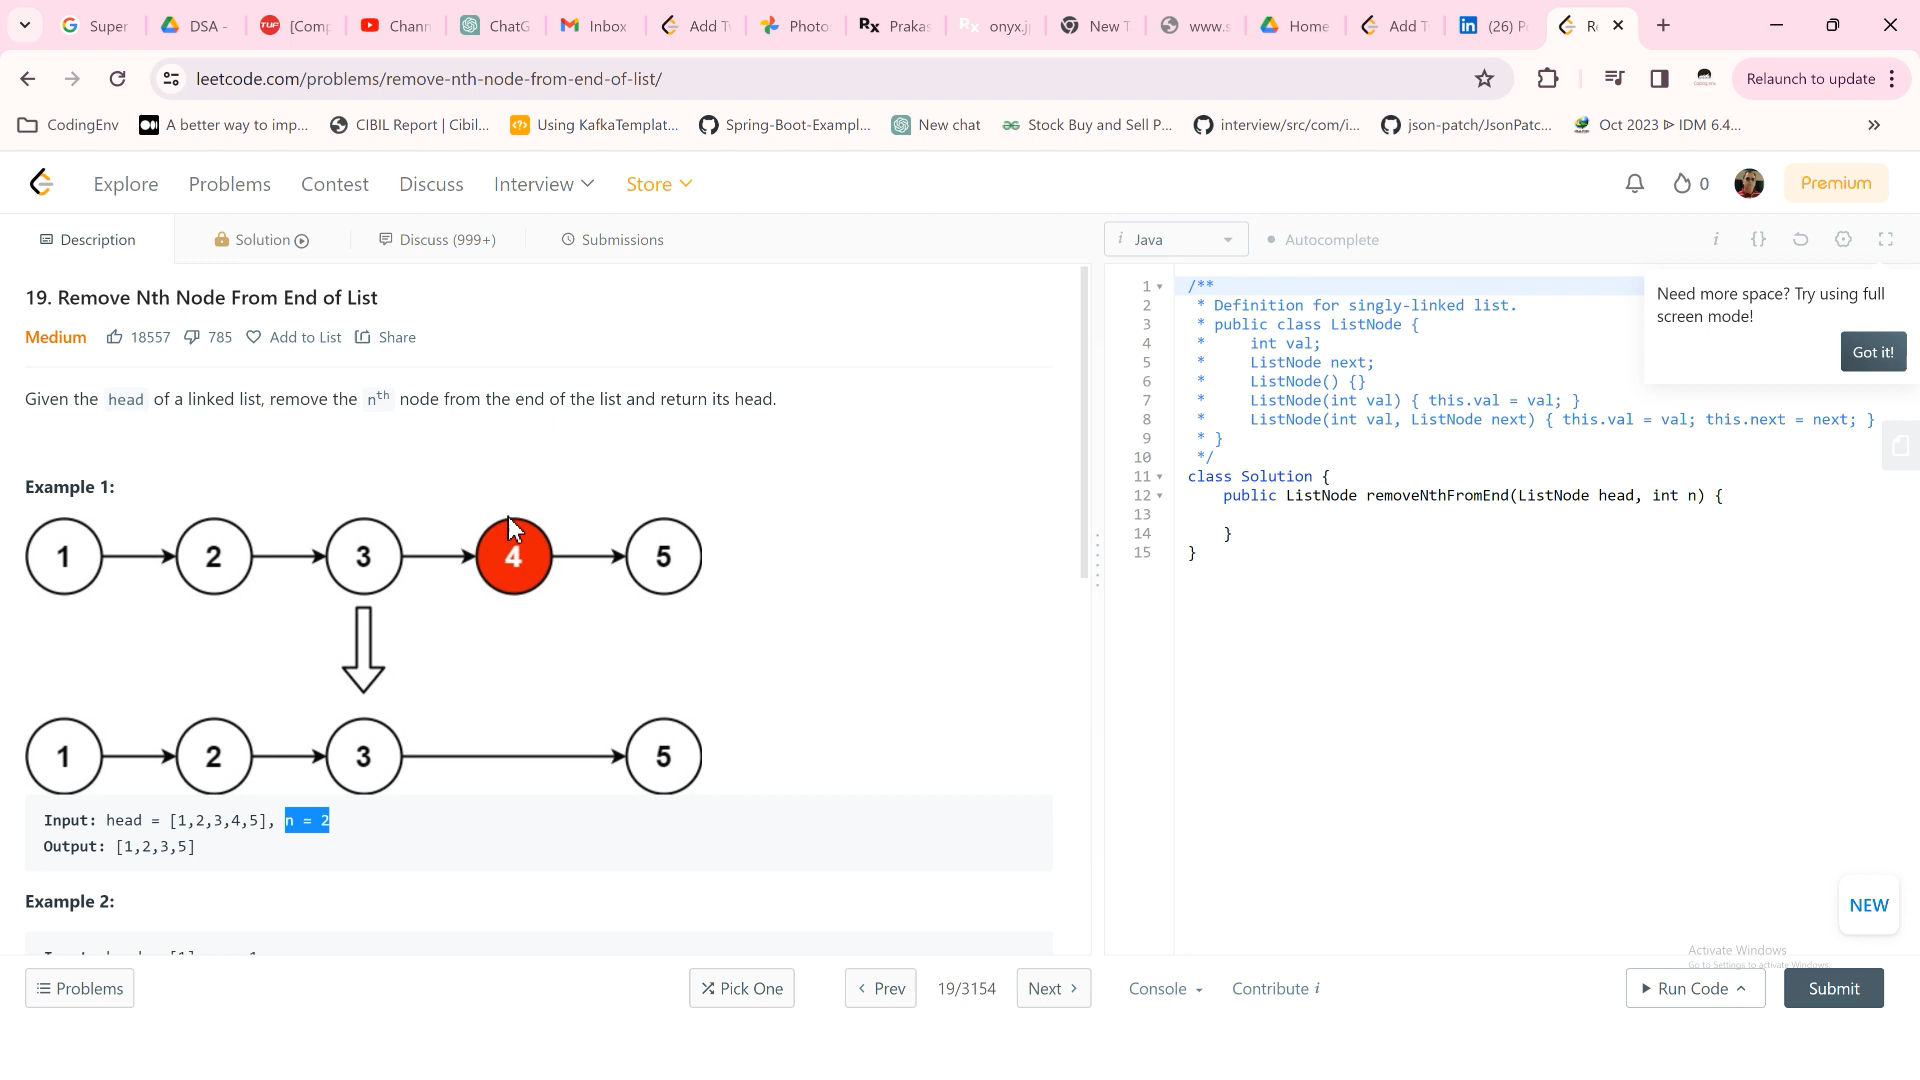 Super
DSA -
[Comp
Chann
ChatG
Inbox
Add Tw
Photo
Rx Prakas
Rx onyx.j
New T
www.s
Home
Add T
(26) P
leetcode.com/problems/remove-nth-node-from-end-of-list/
Relaunch to update
CodingEnv
A better way to imp...
CIBIL Report | Cibil...
Using KafkaTemplat...
Spring-Boot-Exampl...
New chat
Stock Buy and Sell P...
interview/src/com/i...
json-patch/JsonPatc...
Oct 2023 ⊳ IDM 6.4...
»
Explore
Problems
Contest
Discuss
Interview
Store
0
Premium
Description
Solution
Discuss (999+)
Submissions
i Java
Autocomplete
i {}
19. Remove Nth Node From End of List
Medium 18557 785 Add to List Share
Given the head of a linked list, remove the nth node from the end of the list and return its head.
Example 1:
1 2 3 4 5
1 2 3 5
Input: head = [1,2,3,4,5], n = 2
Output: [1,2,3,5]
Example 2:
1 /**
2 * Definition for singly-linked list.
3 * public class ListNode {
4 * int val;
5 * ListNode next;
6 * ListNode() {}
7 * ListNode(int val) { this.val = val; }
8 * ListNode(int val, ListNode next) { this.val = val; this.next = next; }
9 * }
10 */
11 class Solution {
12 public ListNode removeNthFromEnd(ListNode head, int n) {
13
14 }
15 }
Need more space? Try using full
screen mode!
Got it!
NEW
Activate Windows
Go to Settings to activate Windows.
Problems
Pick One
Prev
19/3154
Next
Console
Contribute i
Run Code
Submit